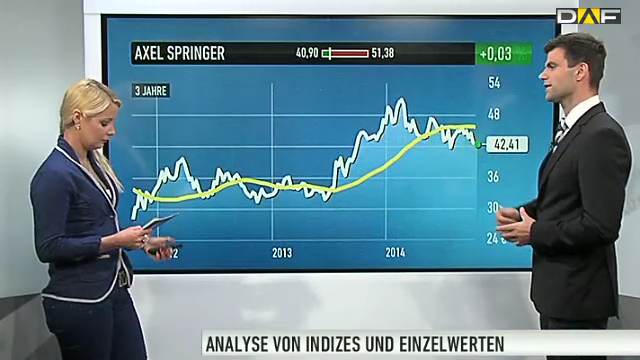 DAF
AXEL SPRINGER
40,90
51,38
+0,03
3 JAHRE
54
48
42,41
36
30
24
2013
2014
ANALYSE VON INDIZES UND EINZELWERTEN